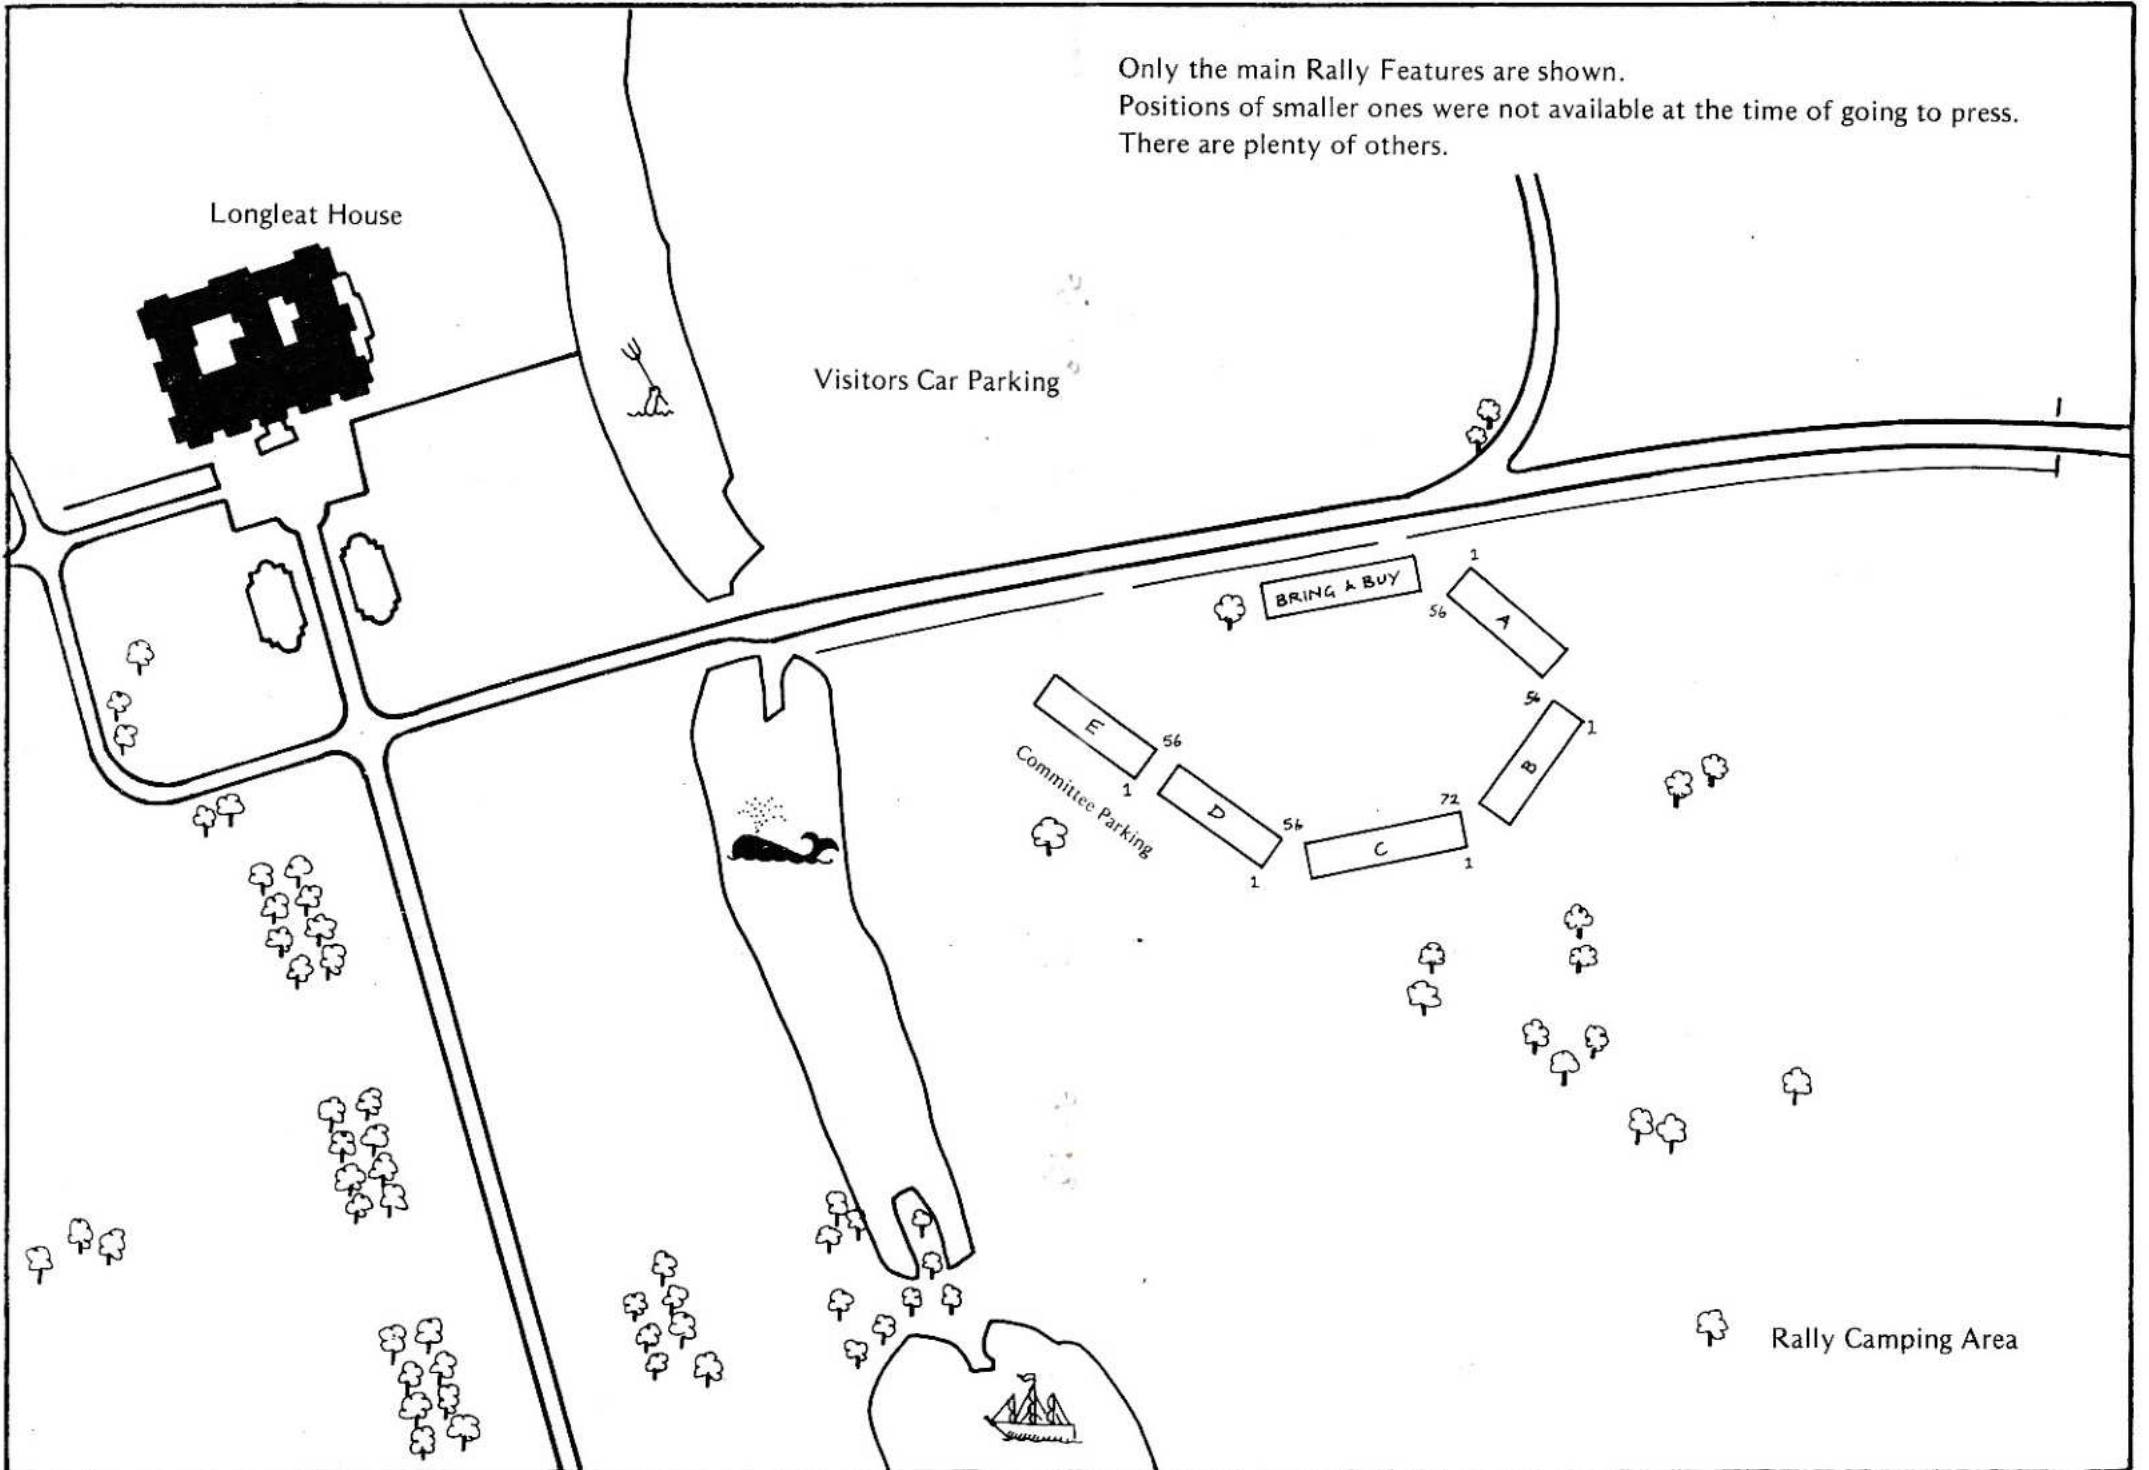 Only the main Rally Features are shown.
Positions of smaller ones were not available at the time of going to press.
There are plenty of others.
Longleat House
Visitors Car Parking
BRING & BUY
1
56
A
56
1
B
E
56
1
Committee Parking
D
56
1
72
C
1
Rally Camping Area